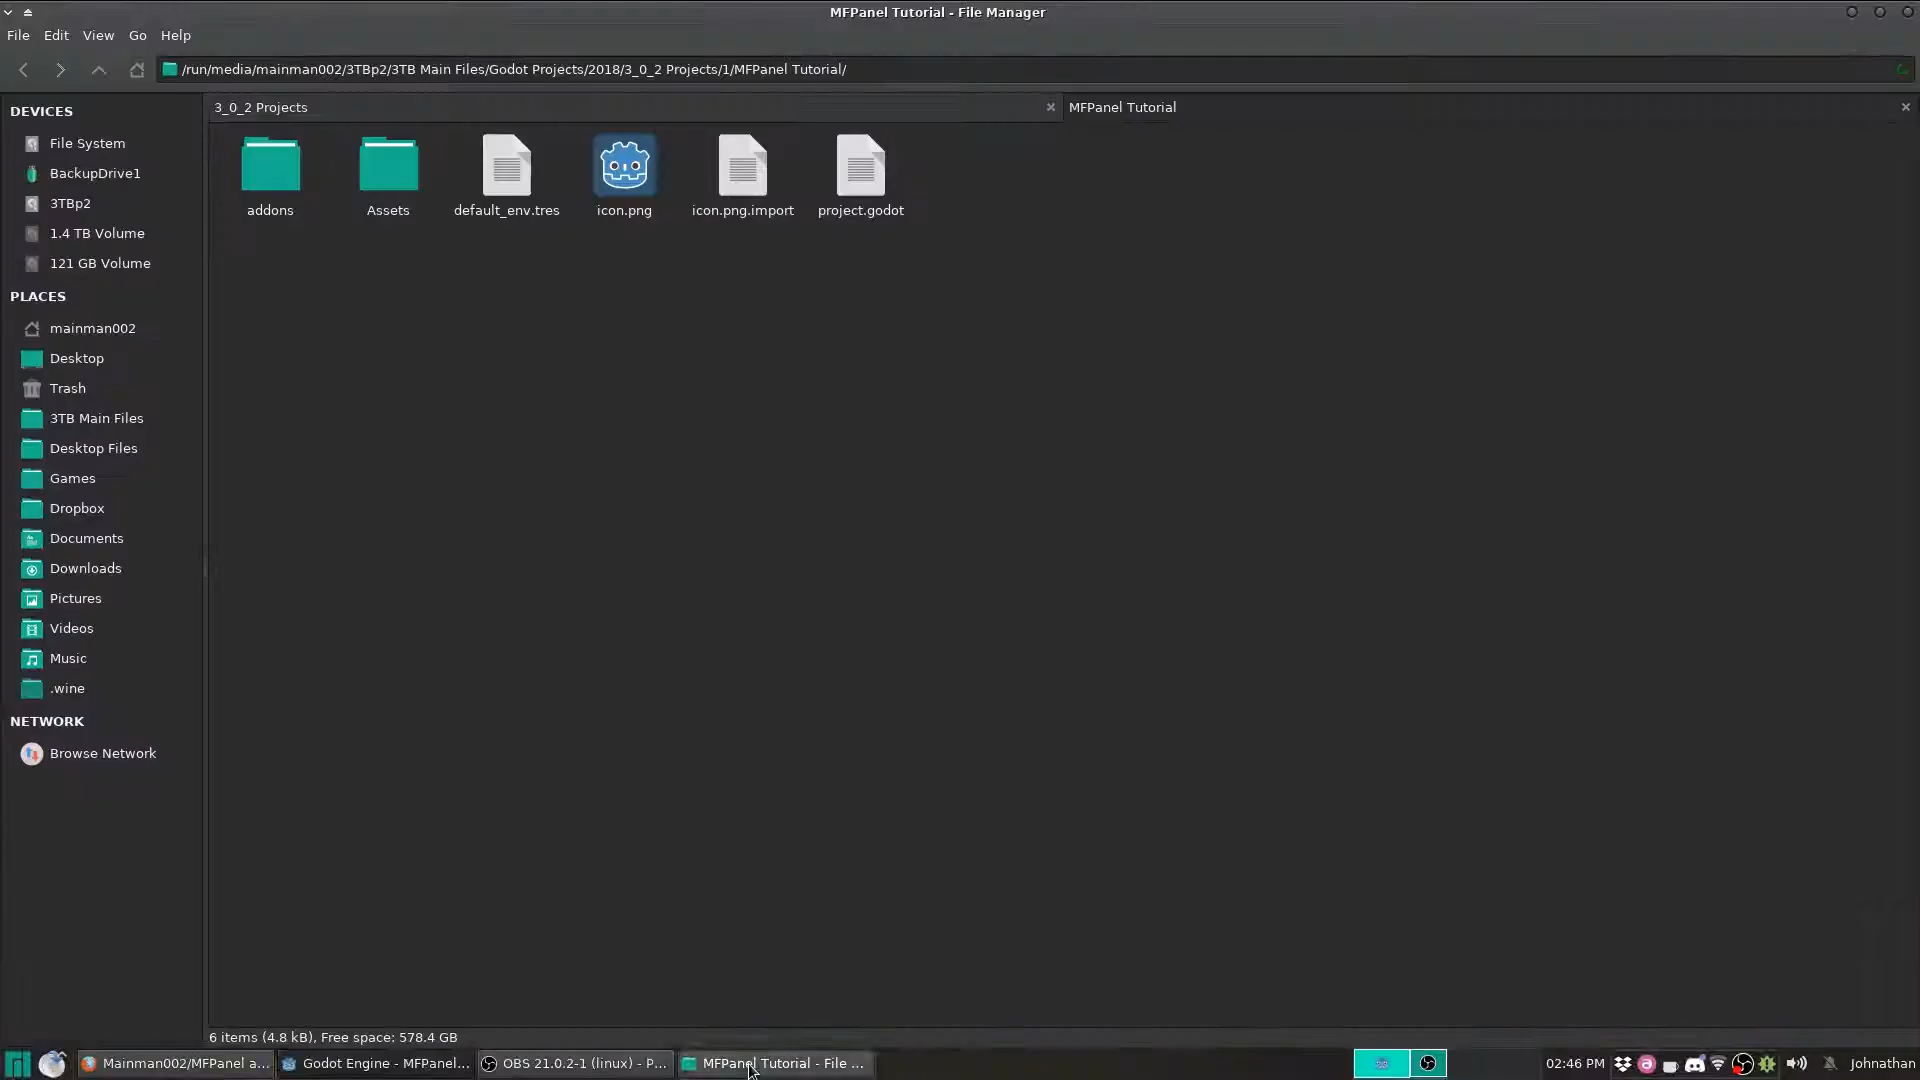 MFPanel Tutorial - File Manager
File Edit View Go Help
/run/media/mainman002/3TBp2/3TB Main Files/Godot Projects/2018/3_0_2 Projects/1/MFPanel Tutorial/
DEVICES
File System
BackupDrive1
3TBp2
1.4 TB Volume
121 GB Volume
PLACES
mainman002
Desktop
Trash
3TB Main Files
Desktop Files
Games
Dropbox
Documents
Downloads
Pictures
Videos
Music
.wine
NETWORK
Browse Network
3_0_2 Projects
MFPanel Tutorial
addons
Assets
default_env.tres
icon.png
icon.png.import
project.godot
6 items (4.8 kB), Free space: 578.4 GB
Mainman002/MFPanel a...
Godot Engine - MFPanel...
OBS 21.0.2-1 (linux) - P...
MFPanel Tutorial - File ...
02:46 PM
Johnathan